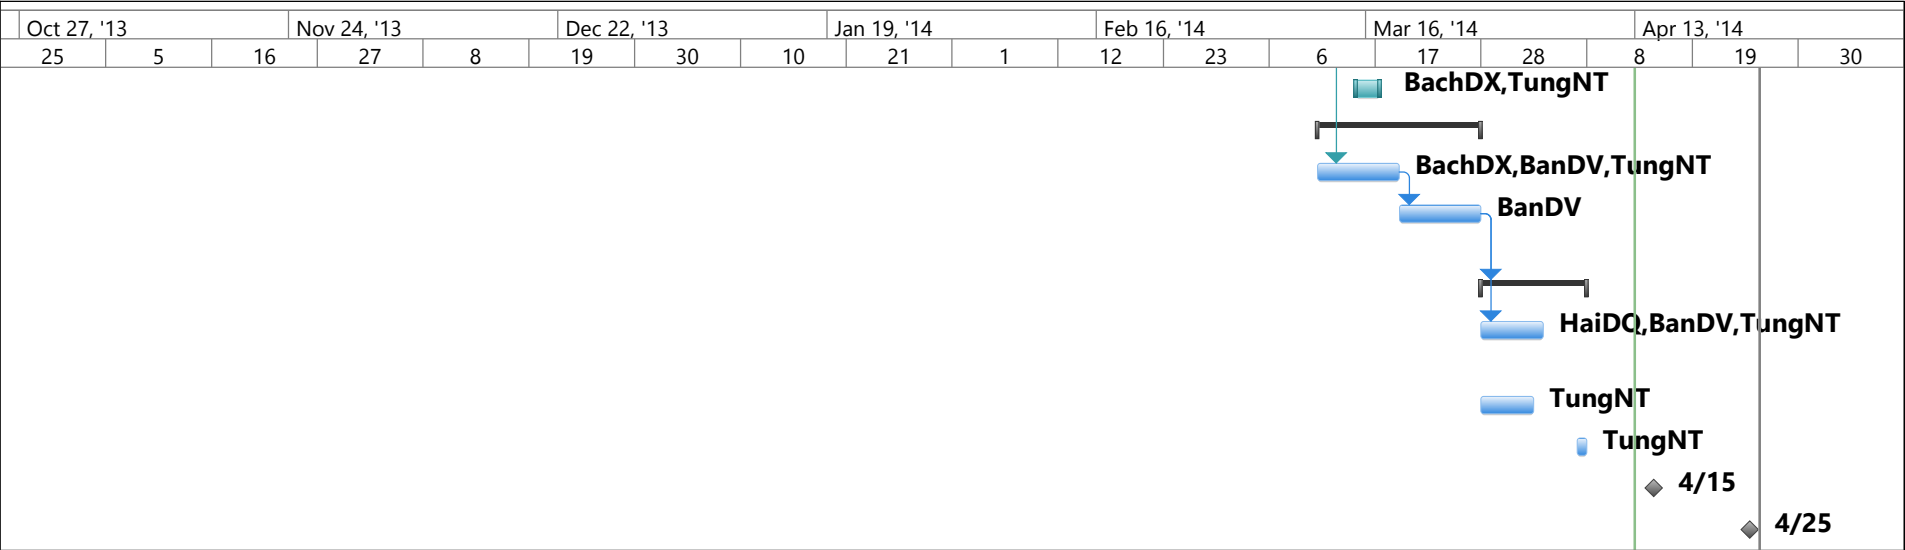 Oct 27, '13 Nov 24, '13 Dec 22, '13 Jan 19, '14 Feb 16, '14 Mar 16, '14 Apr 13, '14
25 5 16 27 8 19 30 10 21 1 12 23 6 17 28 8 19 30
BachDX,TungNT
BachDX,BanDV,TungNT
BanDV
HaiDQ,BanDV,TungNT
TungNT
TungNT
4/15
4/25